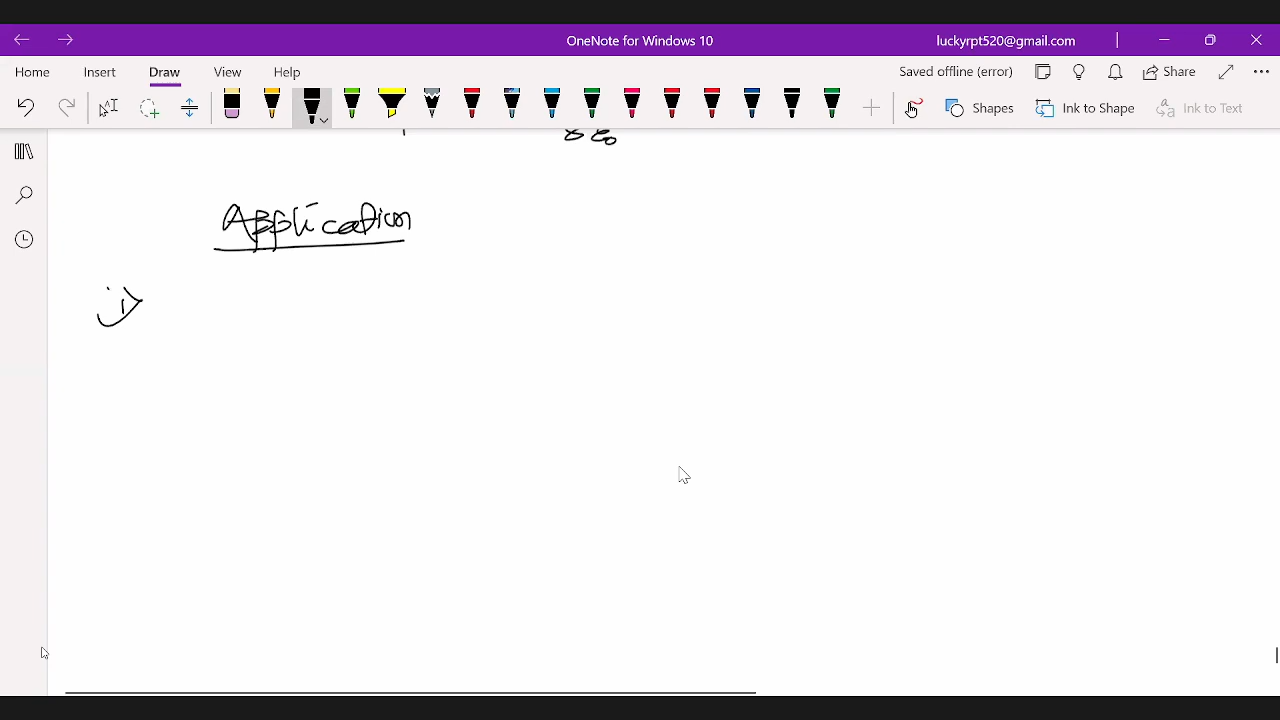 OneNote for Windows 10
luckyrpt520@gmail.com
Home Insert Draw View Help
Saved offline (error)
Share
Shapes
Ink to Shape
Ink to Text
Application
i)